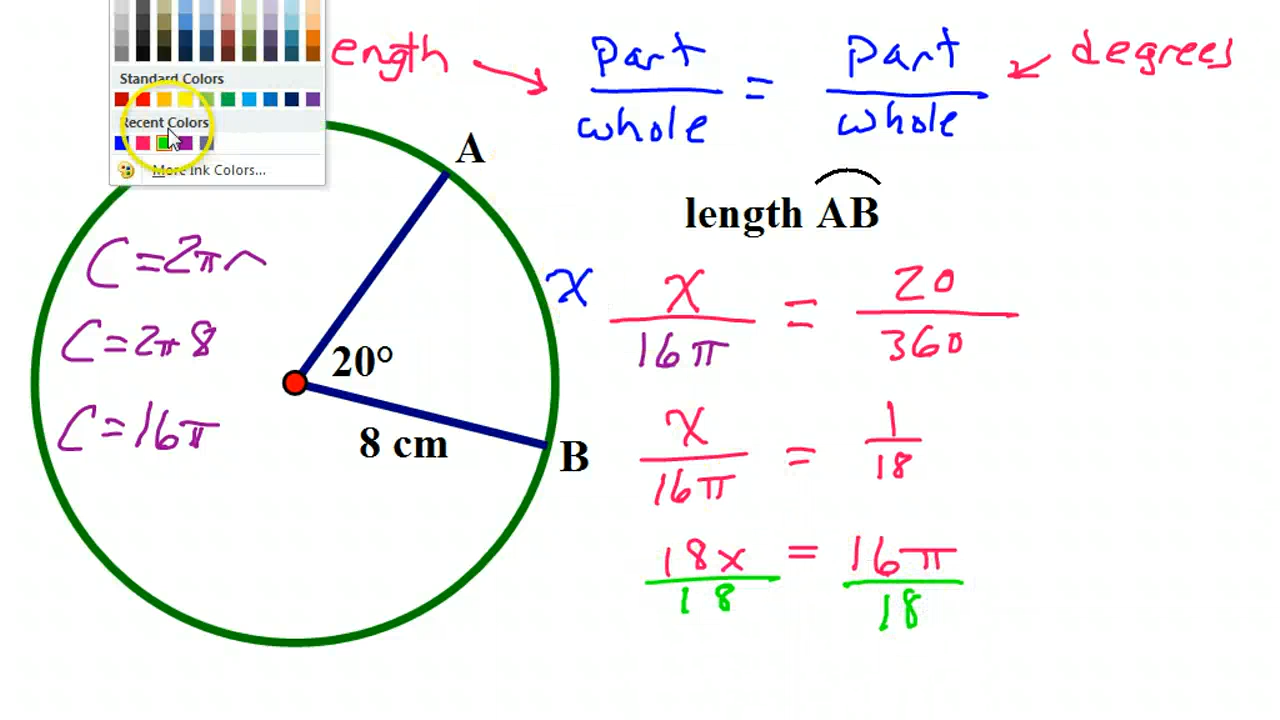 Standard Colors
Recent Colors
More Ink Colors...
ength
part = part
whole whole
degrees
A
length AB
C = 2πr
x
x = 20
16π 360
C = 2π8
20°
8 cm
B
C = 16π
x = 1
16π 18
18x = 16π
18 18